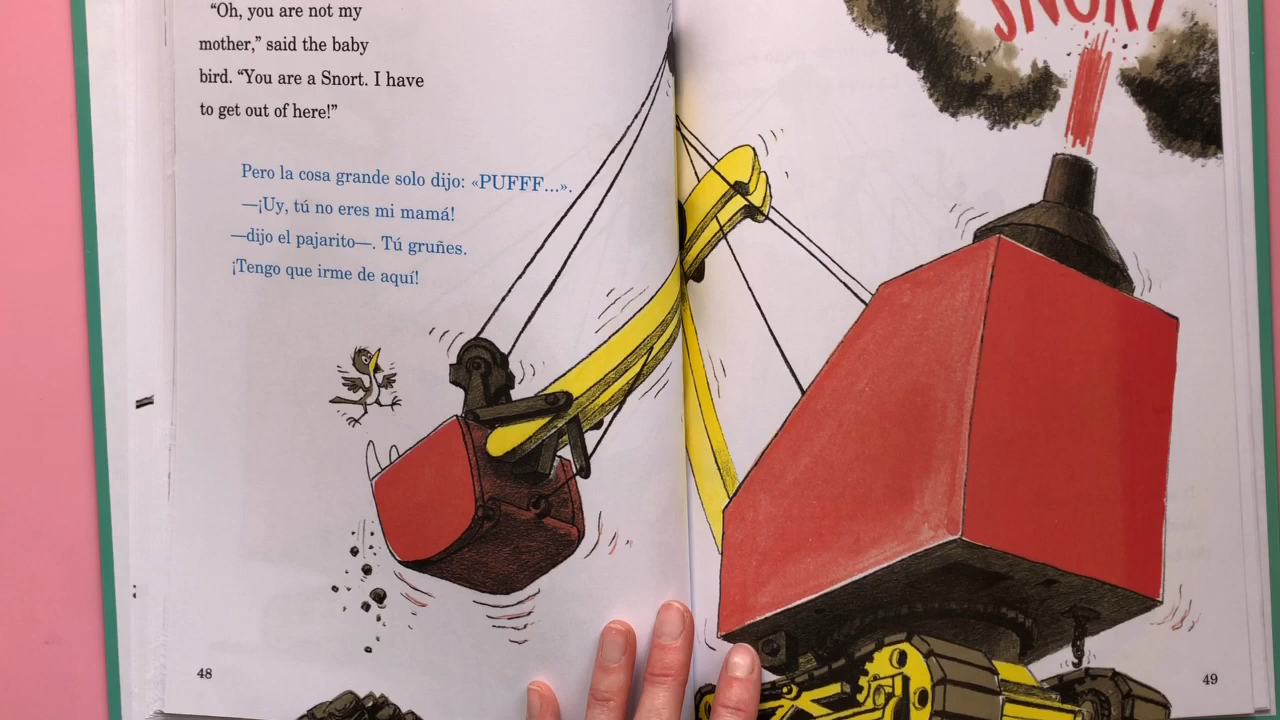 “Oh, you are not my
mother,” said the baby
bird. “You are a Snort. I have
to get out of here!”
Pero la cosa grande solo dijo: «PUFFF...».
—¡Uy, tú no eres mi mamá!
—dijo el pajarito—. Tú gruñes.
¡Tengo que irme de aquí!
48
SNORT
49